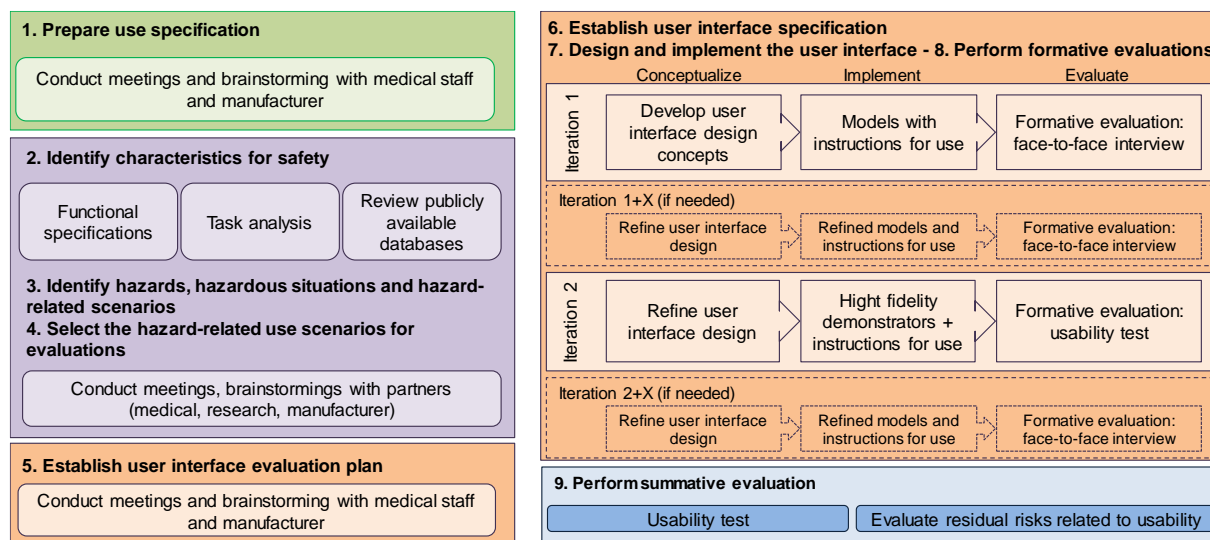 1. Prepare use specification
Conduct meetings and brainstorming with medical staff
and manufacturer
2. Identify characteristics for safety
Functional
specifications
Task analysis
Review publicly
available
databases
3. Identify hazards, hazardous situations and hazard-
related scenarios
4. Select the hazard-related use scenarios for
evaluations
Conduct meetings, brainstormings with partners
(medical, research, manufacturer)
5. Establish user interface evaluation plan
Conduct meetings and brainstorming with medical staff
and manufacturer
6. Establish user interface specification
7. Design and implement the user interface - 8. Perform formative evaluations
Conceptualize
Implement
Evaluate
Iteration 1
Develop user
interface design
concepts
Models with
instructions for use
Formative evaluation:
face-to-face interview
Iteration 1+X (if needed)
Refine user interface
design
Refined models and
instructions for use
Formative evaluation:
face-to-face interview
Iteration 2
Refine user
interface design
Hight fidelity
demonstrators +
instructions for use
Formative evaluation:
usability test
Iteration 2+X (if needed)
Refine user interface
design
Refined models and
instructions for use
Formative evaluation:
face-to-face interview
9. Perform summative evaluation
Usability test
Evaluate residual risks related to usability